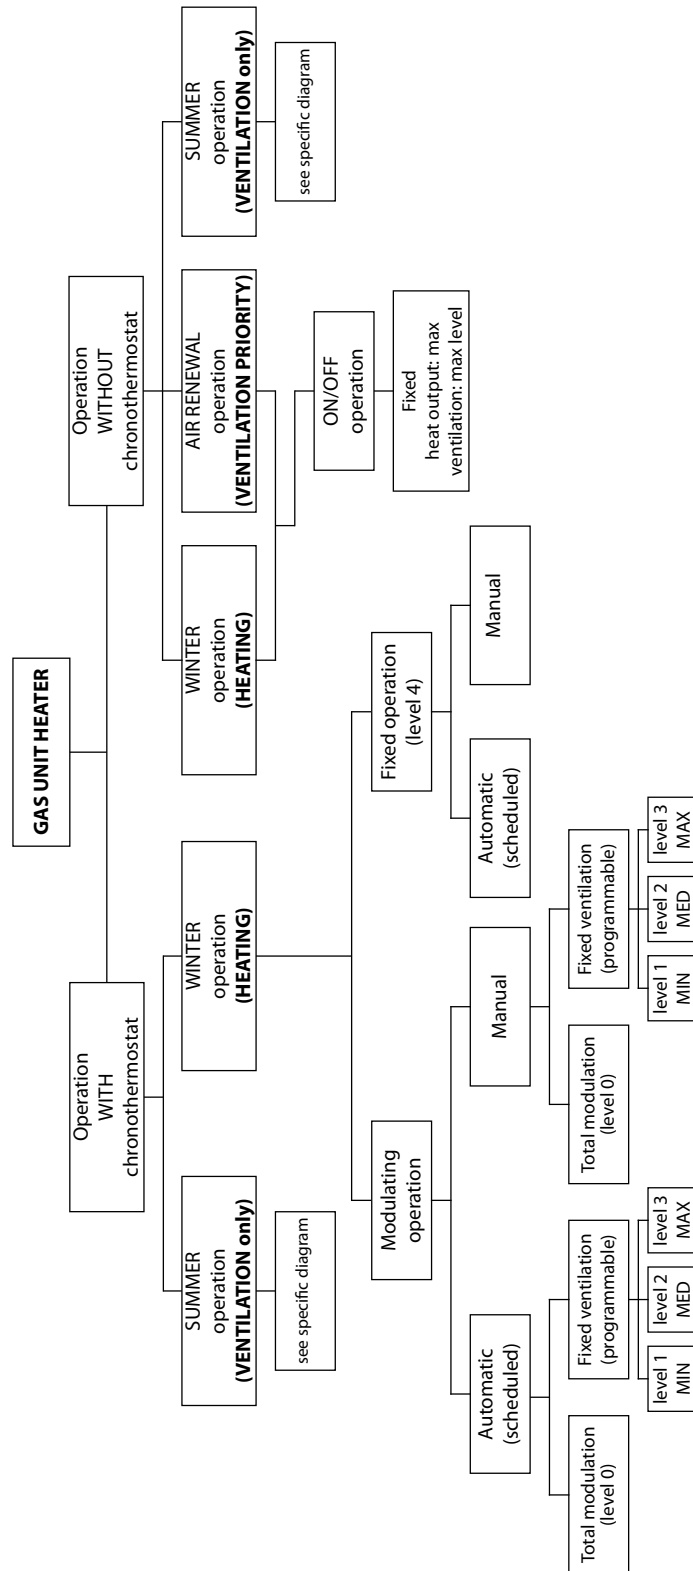 GAS UNIT HEATER
Operation
WITH
chronothermostat
Operation
WITHOUT
chronothermostat
SUMMER
operation
(VENTILATION only)
WINTER
operation
(HEATING)
WINTER
operation
(HEATING)
AIR RENEWAL
operation
(VENTILATION PRIORITY)
SUMMER
operation
(VENTILATION only)
see specific diagram
see specific diagram
ON/OFF
operation
Modulating
operation
Fixed operation
(level 4)
Fixed
heat output: max
ventilation: max level
Automatic
(scheduled)
Manual
Automatic
(scheduled)
Manual
Total modulation
(level 0)
Fixed ventilation
(programmable)
Total modulation
(level 0)
Fixed ventilation
(programmable)
level 1
MIN
level 2
MED
level 3
MAX
level 1
MIN
level 2
MED
level 3
MAX